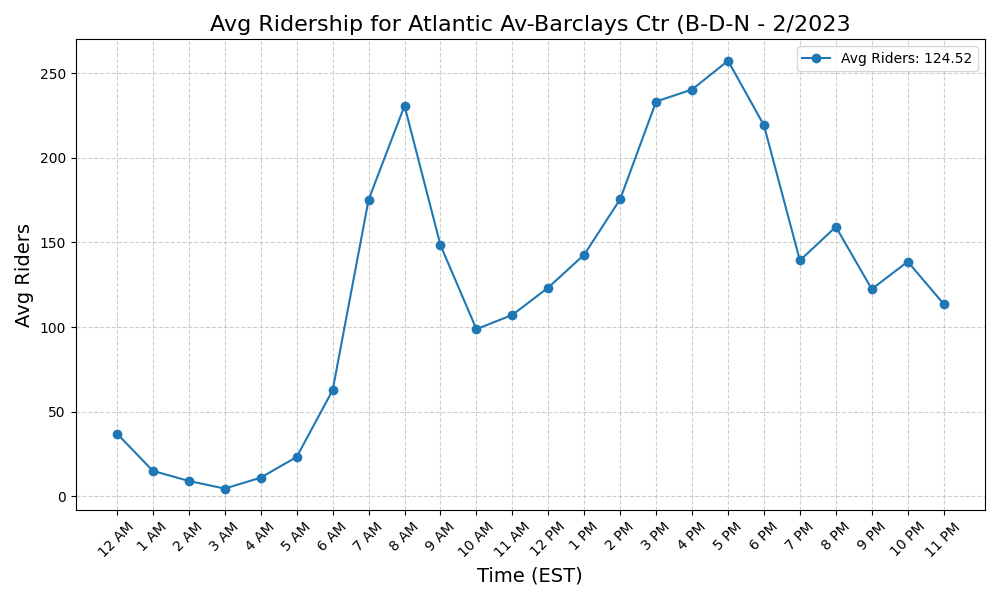 Avg Ridership for Atlantic Av-Barclays Ctr (B-D-N - 2/2023
Avg Riders: 124.52
Avg Riders
250
200
150
100
50
0
12 AM
1 AM
2 AM
3 AM
4 AM
5 AM
6 AM
7 AM
8 AM
9 AM
10 AM
11 AM
12 PM
1 PM
2 PM
3 PM
4 PM
5 PM
6 PM
7 PM
8 PM
9 PM
10 PM
11 PM
Time (EST)